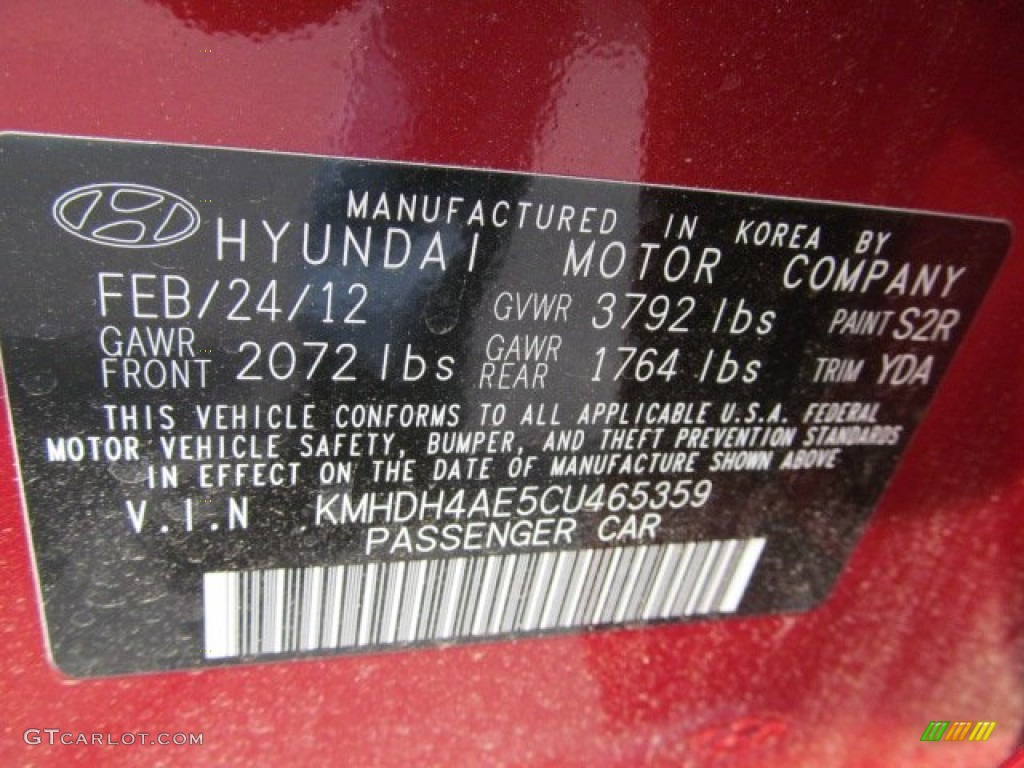 MANUFACTURED IN KOREA BY
HYUNDAI MOTOR COMPANY
FEB/24/12 GVWR 3792 lbs PAINT S2R
GAWR FRONT 2072 lbs GAWR REAR 1764 lbs TRIM YDA
THIS VEHICLE CONFORMS TO ALL APPLICABLE U.S.A. FEDERAL
MOTOR VEHICLE SAFETY, BUMPER, AND THEFT PREVENTION STANDARDS
IN EFFECT ON THE DATE OF MANUFACTURE SHOWN ABOVE
V.I.N .KMHDH4AE5CU465359
PASSENGER CAR
GTCARLOT.COM